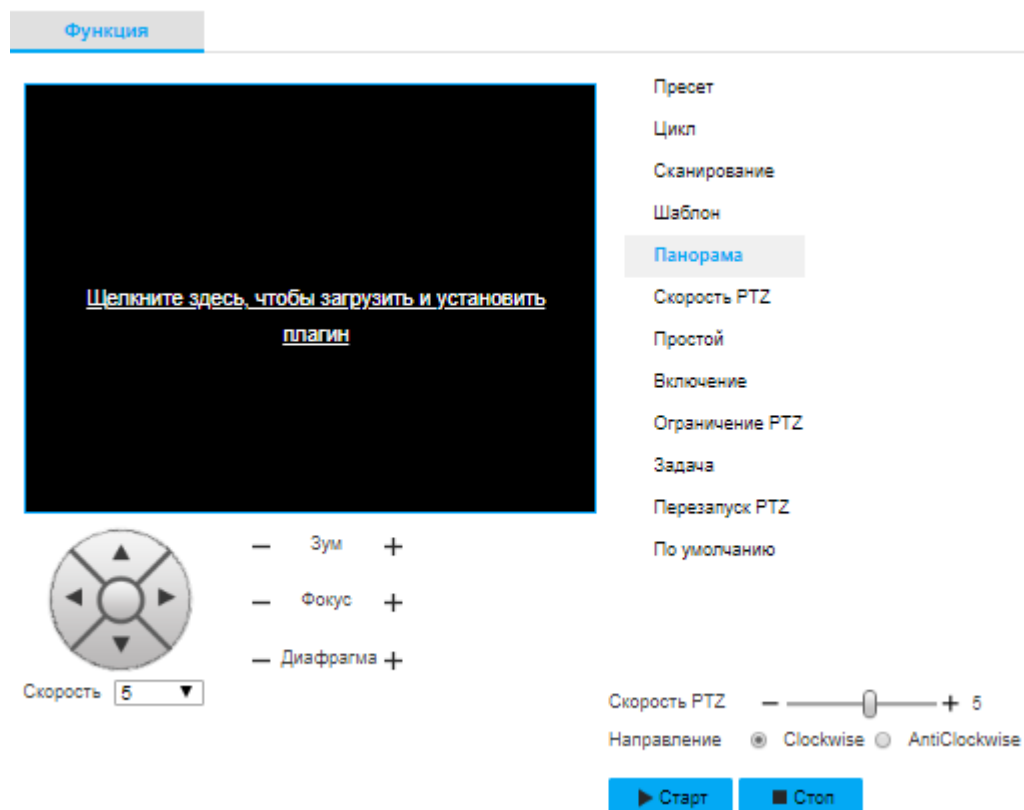 Функция
Щелкните здесь, чтобы загрузить и установить
плагин
Зум
Фокус
Диафрагма
Скорость 5
Пресет
Цикл
Сканирование
Шаблон
Панорама
Скорость PTZ
Простой
Включение
Ограничение PTZ
Задача
Перезапуск PTZ
По умолчанию
Скорость PTZ 5
Направление Clockwise AntiClockwise
Старт Стоп